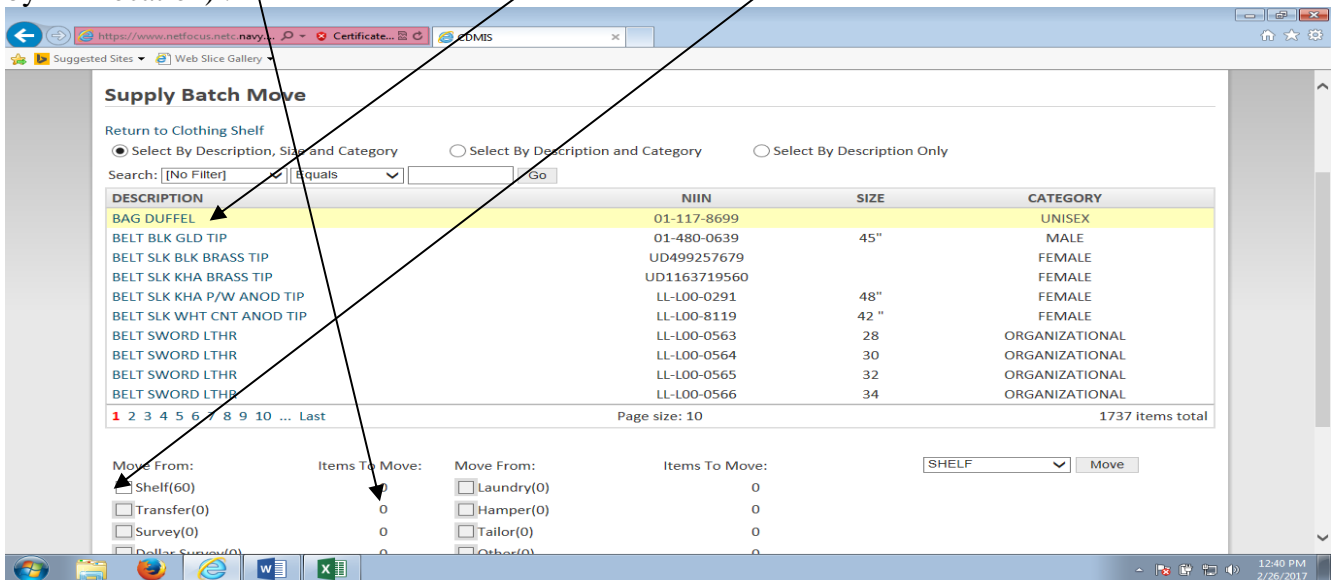 https://www.netfocus.netc.navy.... Certificate... CDMIS
Suggested Sites Web Slice Gallery
Supply Batch Move
Return to Clothing Shelf
Select By Description, Size and Category Select By Description and Category Select By Description Only
Search: [No Filter] Equals Go
DESCRIPTION NIIN SIZE CATEGORY
BAG DUFFEL 01-117-8699 UNISEX
BELT BLK GLD TIP 01-480-0639 45" MALE
BELT SLK BLK BRASS TIP UD499257679 FEMALE
BELT SLK KHA BRASS TIP UD1163719560 FEMALE
BELT SLK KHA P/W ANOD TIP LL-L00-0291 48" FEMALE
BELT SLK WHT CNT ANOD TIP LL-L00-8119 42 " FEMALE
BELT SWORD LTHR LL-L00-0563 28 ORGANIZATIONAL
BELT SWORD LTHR LL-L00-0564 30 ORGANIZATIONAL
BELT SWORD LTHR LL-L00-0565 32 ORGANIZATIONAL
BELT SWORD LTHR LL-L00-0566 34 ORGANIZATIONAL
1 2 3 4 5 6 7 8 9 10 ... Last Page size: 10 1737 items total
Move From: Items To Move: Move From: Items To Move: SHELF Move
Shelf(60) 0 Laundry(0) 0
Transfer(0) 0 Hamper(0) 0
Survey(0) 0 Tailor(0) 0
Dollar Survey(0) 0 Other(0) 0
12:40 PM
2/26/2017